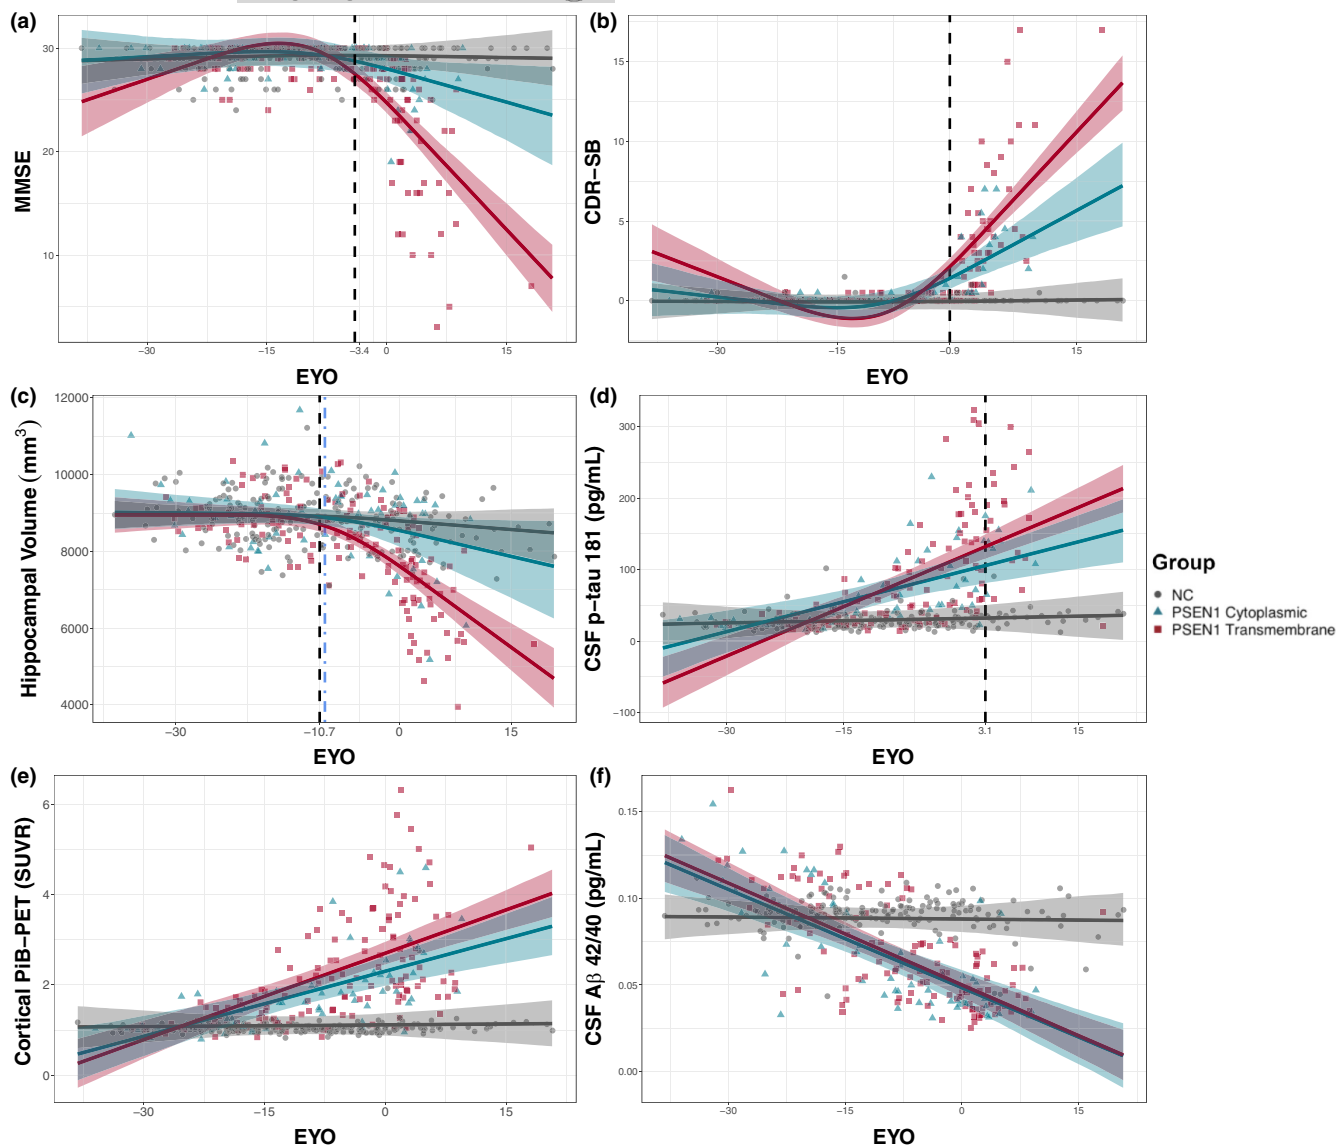 (a)
MMSE
30
20
10
−30
−15
−3.4
0
15
EYO
(b)
CDR−SB
15
10
5
0
−30
−15
−0.9
15
EYO
(c)
Hippocampal Volume (mm³)
12000
10000
8000
6000
4000
−30
−10.7
0
15
EYO
(d)
CSF p−tau 181 (pg/mL)
300
200
100
0
−100
−30
−15
3.1
15
EYO
Group
NC
PSEN1 Cytoplasmic
PSEN1 Transmembrane
(e)
Cortical PiB−PET (SUVR)
6
4
2
0
−30
−15
0
15
EYO
(f)
CSF Aβ 42/40 (pg/mL)
0.15
0.10
0.05
0.00
−30
−15
0
15
EYO